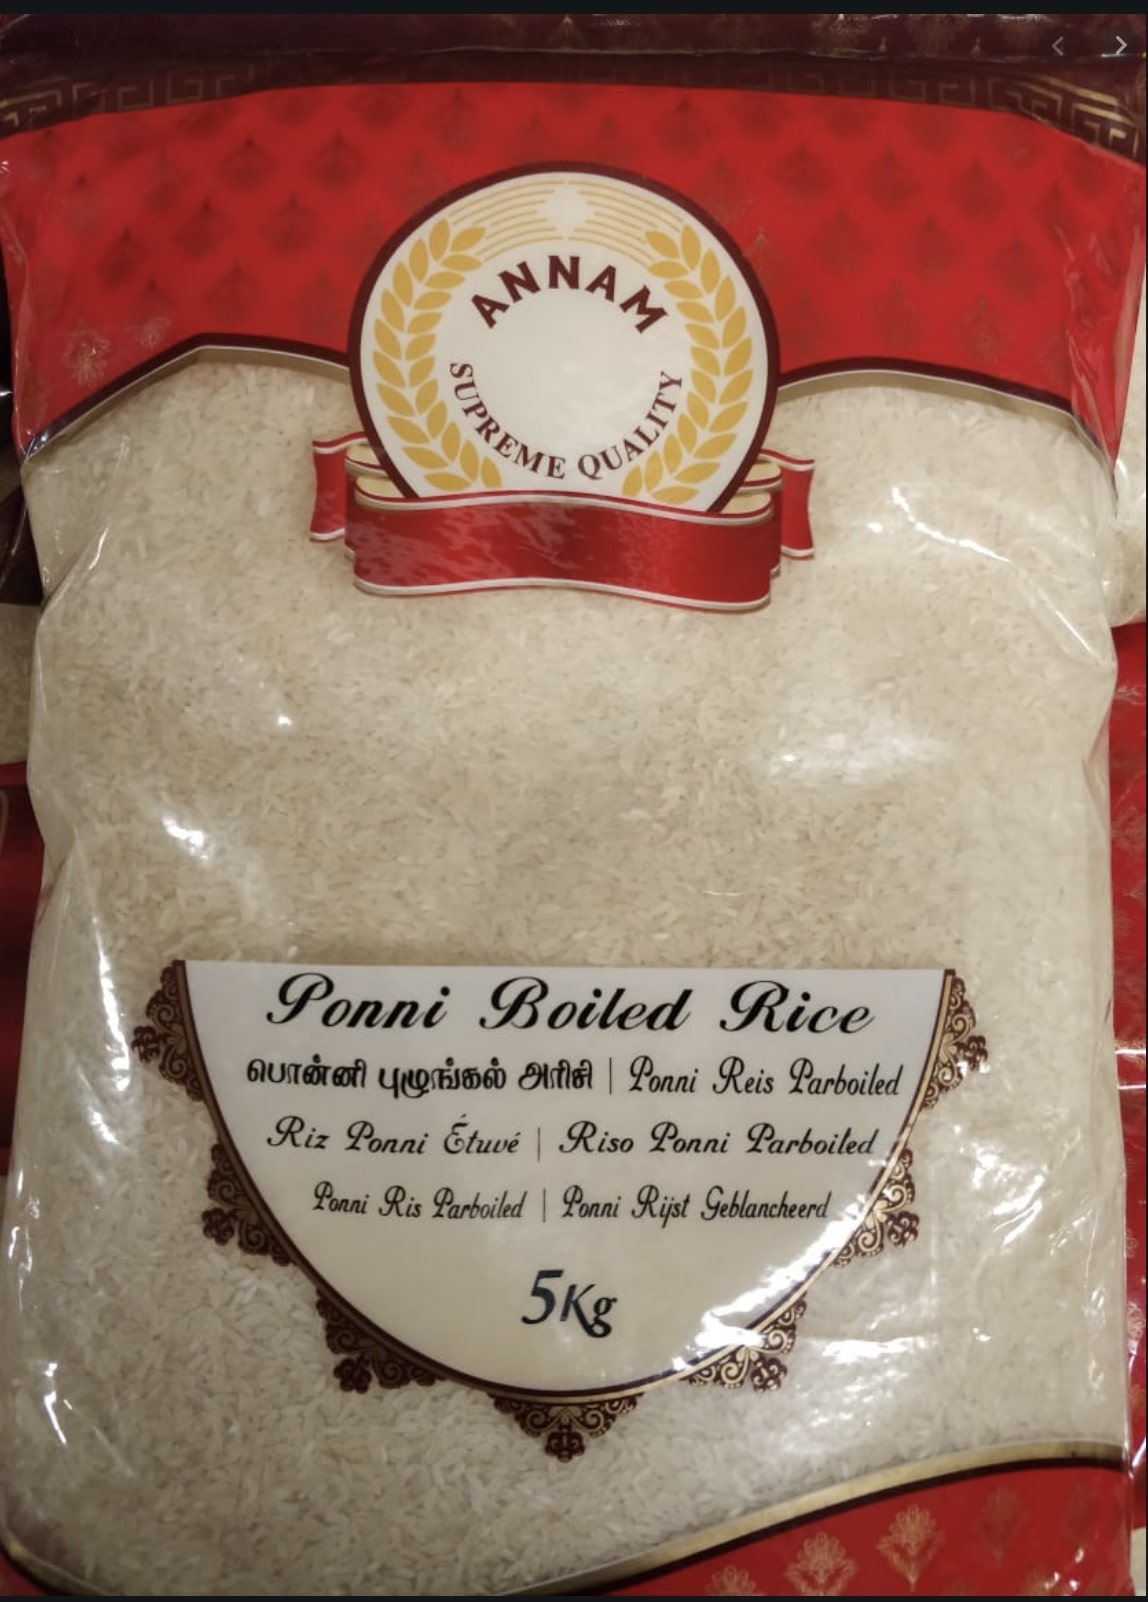 ANNAM
SUPREME QUALITY
Ponni Boiled Rice
பொன்னி புழுங்கல் அரிசி | Ponni Reis Parboiled
Riz Ponni Étuvé | Riso Ponni Parboiled
Ponni Ris Parboiled | Ponni Rijst Geblancheerd
5Kg